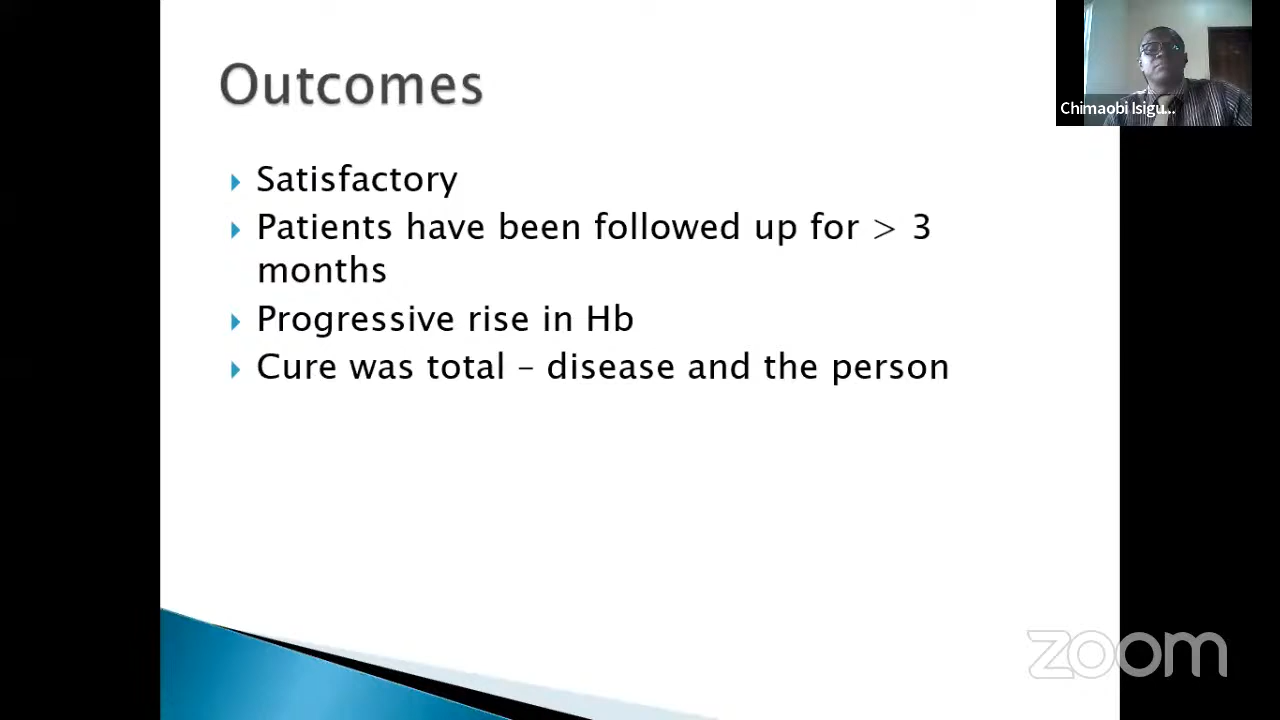 Outcomes
Chimaobi Isigu...
Satisfactory
Patients have been followed up for > 3
months
Progressive rise in Hb
Cure was total – disease and the person
zoom